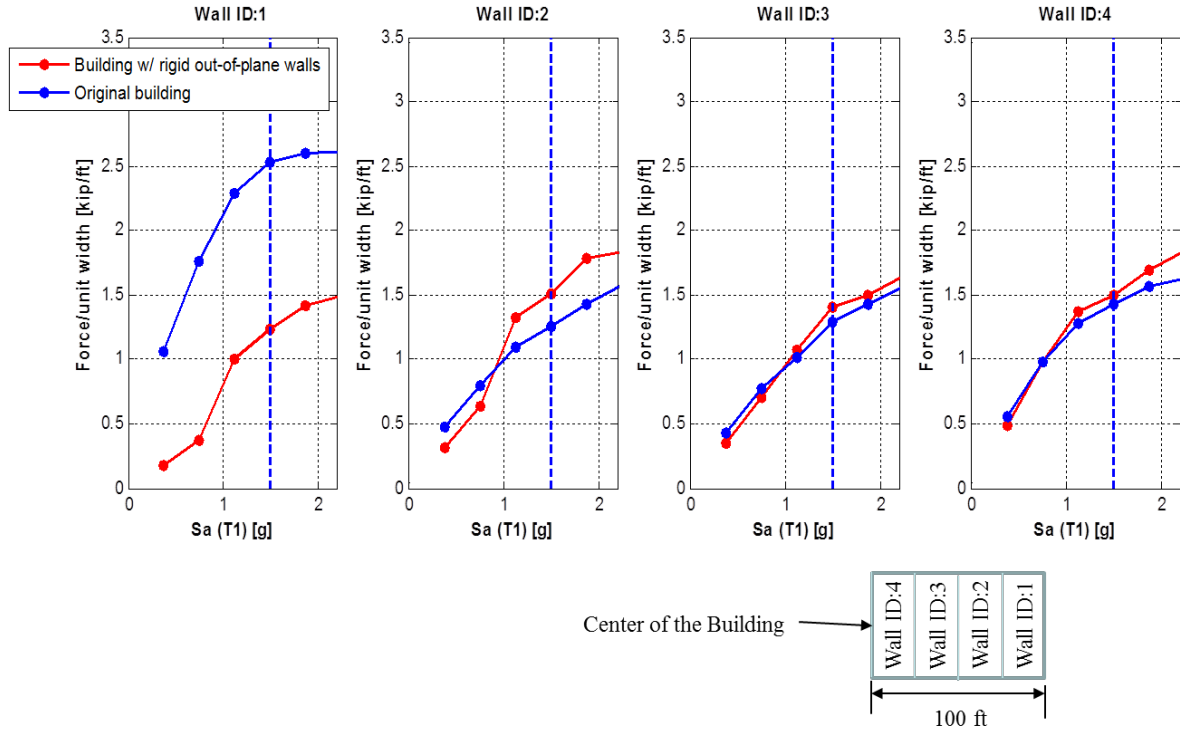 Wall ID:1
Wall ID:2
Wall ID:3
Wall ID:4
Building w/ rigid out-of-plane walls
Original building
Force/unit width [kip/ft]
3.5
3
2.5
2
1.5
1
0.5
0
0
1
2
Sa (T1) [g]
Force/unit width [kip/ft]
3.5
3
2.5
2
1.5
1
0.5
0
0
1
2
Sa (T1) [g]
Force/unit width [kip/ft]
3.5
3
2.5
2
1.5
1
0.5
0
0
1
2
Sa (T1) [g]
Force/unit width [kip/ft]
3.5
3
2.5
2
1.5
1
0.5
0
0
1
2
Sa (T1) [g]
Center of the Building
Wall ID:4
Wall ID:3
Wall ID:2
Wall ID:1
100 ft